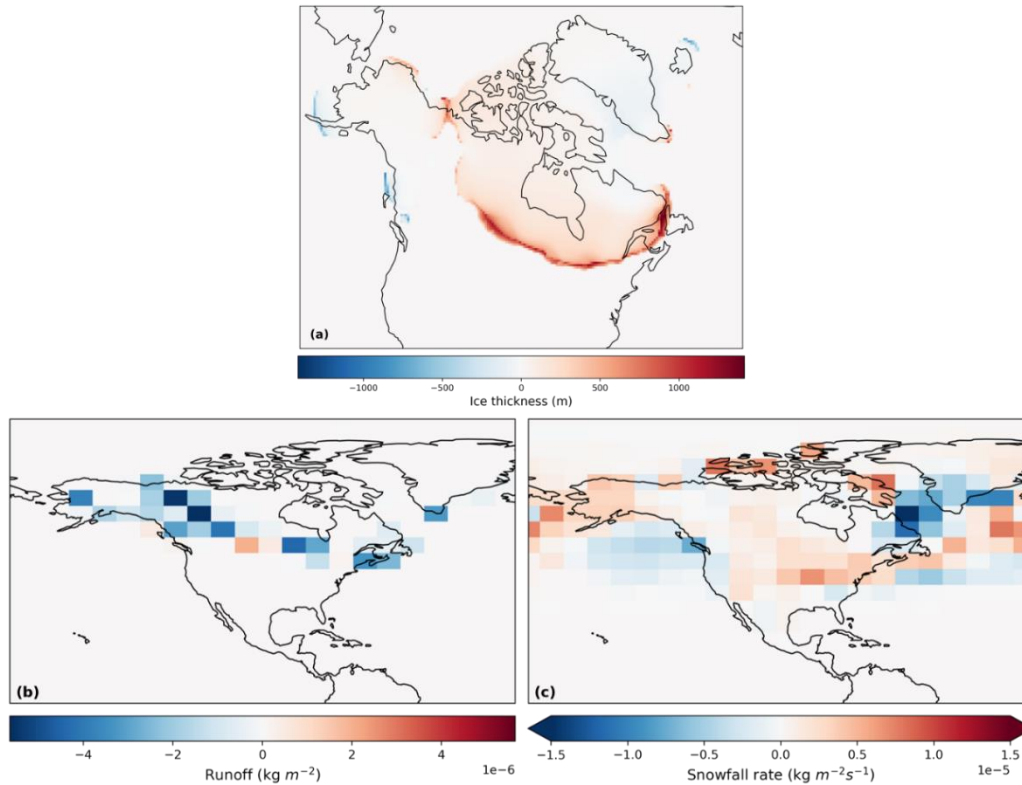 (a)
−1000 −500 0 500 1000
Ice thickness (m)
(b)
(c)
−4 −2 0 2 4
1e−6
Runoff (kg m⁻²)
−1.5 −1.0 −0.5 0.0 0.5 1.0 1.5
1e−5
Snowfall rate (kg m⁻²s⁻¹)